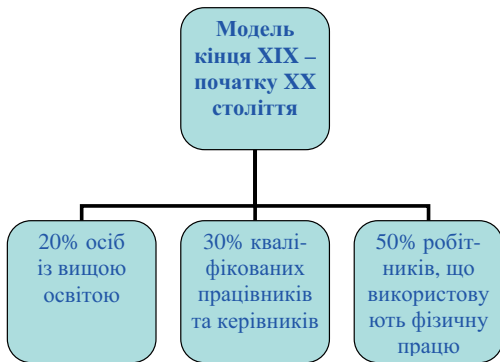 Модель
кінця XIX –
початку XX
століття
20% осіб
із вищою
освітою
30% квалі-
фікованих
працівників
та керівників
50% робіт-
ників, що
використову
ють фізичну
працю